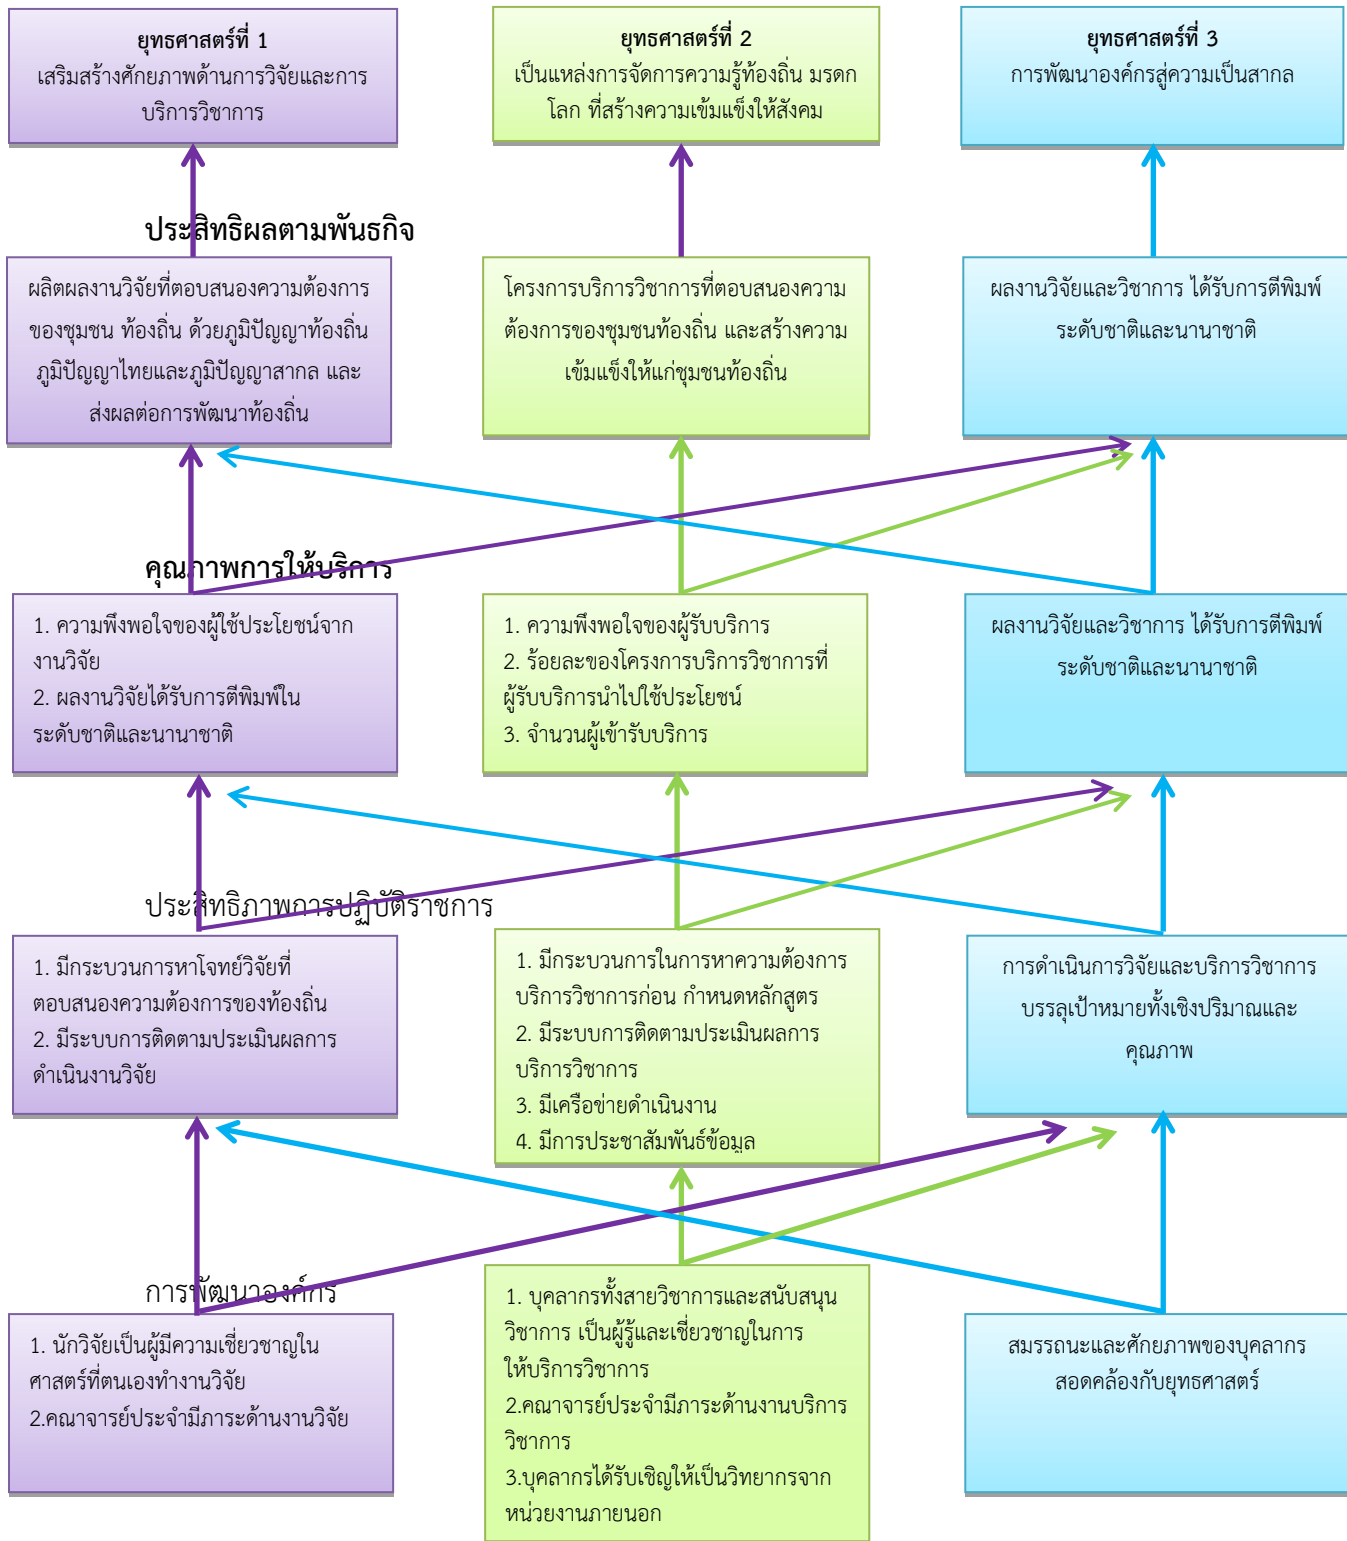 ยุทธศาสตร์ที่ 1
เสริมสร้างศักยภาพด้านการวิจัยและการ
บริการวิชาการ
ยุทธศาสตร์ที่ 2
เป็นแหล่งการจัดการความรู้ท้องถิ่น มรดก
โลก ที่สร้างความเข้มแข็งให้สังคม
ยุทธศาสตร์ที่ 3
การพัฒนาองค์กรสู่ความเป็นสากล
ประสิทธิผลตามพันธกิจ
ผลิตผลงานวิจัยที่ตอบสนองความต้องการ
ของชุมชน ท้องถิ่น ด้วยภูมิปัญญาท้องถิ่น
ภูมิปัญญาไทยและภูมิปัญญาสากล และ
ส่งผลต่อการพัฒนาท้องถิ่น
โครงการบริการวิชาการที่ตอบสนองความ
ต้องการของชุมชนท้องถิ่น และสร้างความ
เข้มแข็งให้แก่ชุมชนท้องถิ่น
ผลงานวิจัยและวิชาการ ได้รับการตีพิมพ์
ระดับชาติและนานาชาติ
คุณภาพการให้บริการ
1. ความพึงพอใจของผู้ใช้ประโยชน์จาก
งานวิจัย
2. ผลงานวิจัยได้รับการตีพิมพ์ใน
ระดับชาติและนานาชาติ
1. ความพึงพอใจของผู้รับบริการ
2. ร้อยละของโครงการบริการวิชาการที่
ผู้รับบริการนำไปใช้ประโยชน์
3. จำนวนผู้เข้ารับบริการ
ผลงานวิจัยและวิชาการ ได้รับการตีพิมพ์
ระดับชาติและนานาชาติ
ประสิทธิภาพการปฏิบัติราชการ
1. มีกระบวนการหาโจทย์วิจัยที่
ตอบสนองความต้องการของท้องถิ่น
2. มีระบบการติดตามประเมินผลการ
ดำเนินงานวิจัย
1. มีกระบวนการในการหาความต้องการ
บริการวิชาการก่อน กำหนดหลักสูตร
2. มีระบบการติดตามประเมินผลการ
บริการวิชาการ
3. มีเครือข่ายดำเนินงาน
4. มีการประชาสัมพันธ์ข้อมูล
การดำเนินการวิจัยและบริการวิชาการ
บรรลุเป้าหมายทั้งเชิงปริมาณและ
คุณภาพ
การพัฒนาองค์กร
1. นักวิจัยเป็นผู้มีความเชี่ยวชาญใน
ศาสตร์ที่ตนเองทำงานวิจัย
2.คณาจารย์ประจำมีภาระด้านงานวิจัย
1. บุคลากรทั้งสายวิชาการและสนับสนุน
วิชาการ เป็นผู้รู้และเชี่ยวชาญในการ
ให้บริการวิชาการ
2.คณาจารย์ประจำมีภาระด้านงานบริการ
วิชาการ
3.บุคลากรได้รับเชิญให้เป็นวิทยากรจาก
หน่วยงานภายนอก
สมรรถนะและศักยภาพของบุคลากร
สอดคล้องกับยุทธศาสตร์